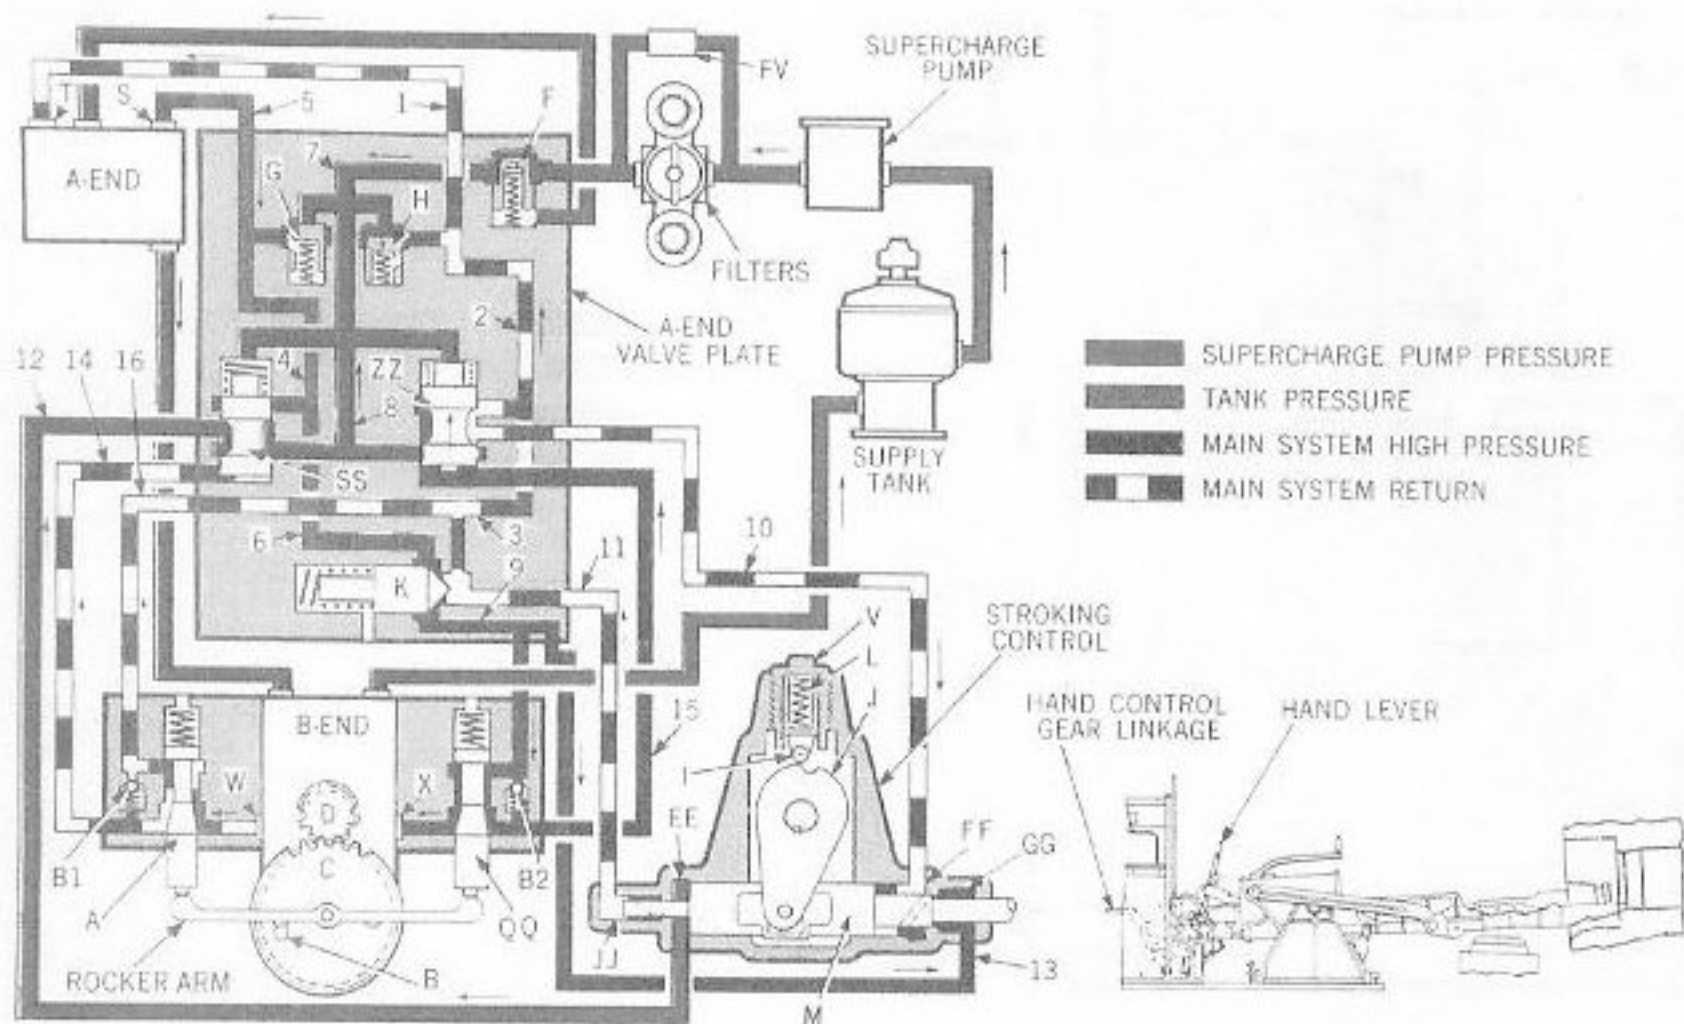 SUPERCHARGE
PUMP
FV
T
S
5
1
F
7
A-END
G
H
FILTERS
2
A-END
VALVE PLATE
SUPERCHARGE PUMP PRESSURE
TANK PRESSURE
MAIN SYSTEM HIGH PRESSURE
MAIN SYSTEM RETURN
12
14
16
4
ZZ
8
SS
SUPPLY
TANK
6
3
11
10
9
K
V
STROKING
CONTROL
L
J
HAND CONTROL
GEAR LINKAGE
HAND LEVER
B-END
15
I
W
X
D
EE
FF
GG
C
B1
B2
A
QQ
JJ
ROCKER ARM
B
M
13